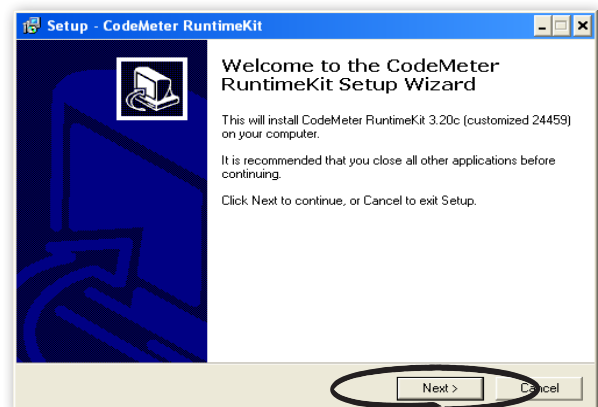 Setup - CodeMeter RuntimeKit
Welcome to the CodeMeter
RuntimeKit Setup Wizard
This will install CodeMeter RuntimeKit 3.20c (customized 24459)
on your computer.
It is recommended that you close all other applications before
continuing.
Click Next to continue, or Cancel to exit Setup.
Next > Cancel